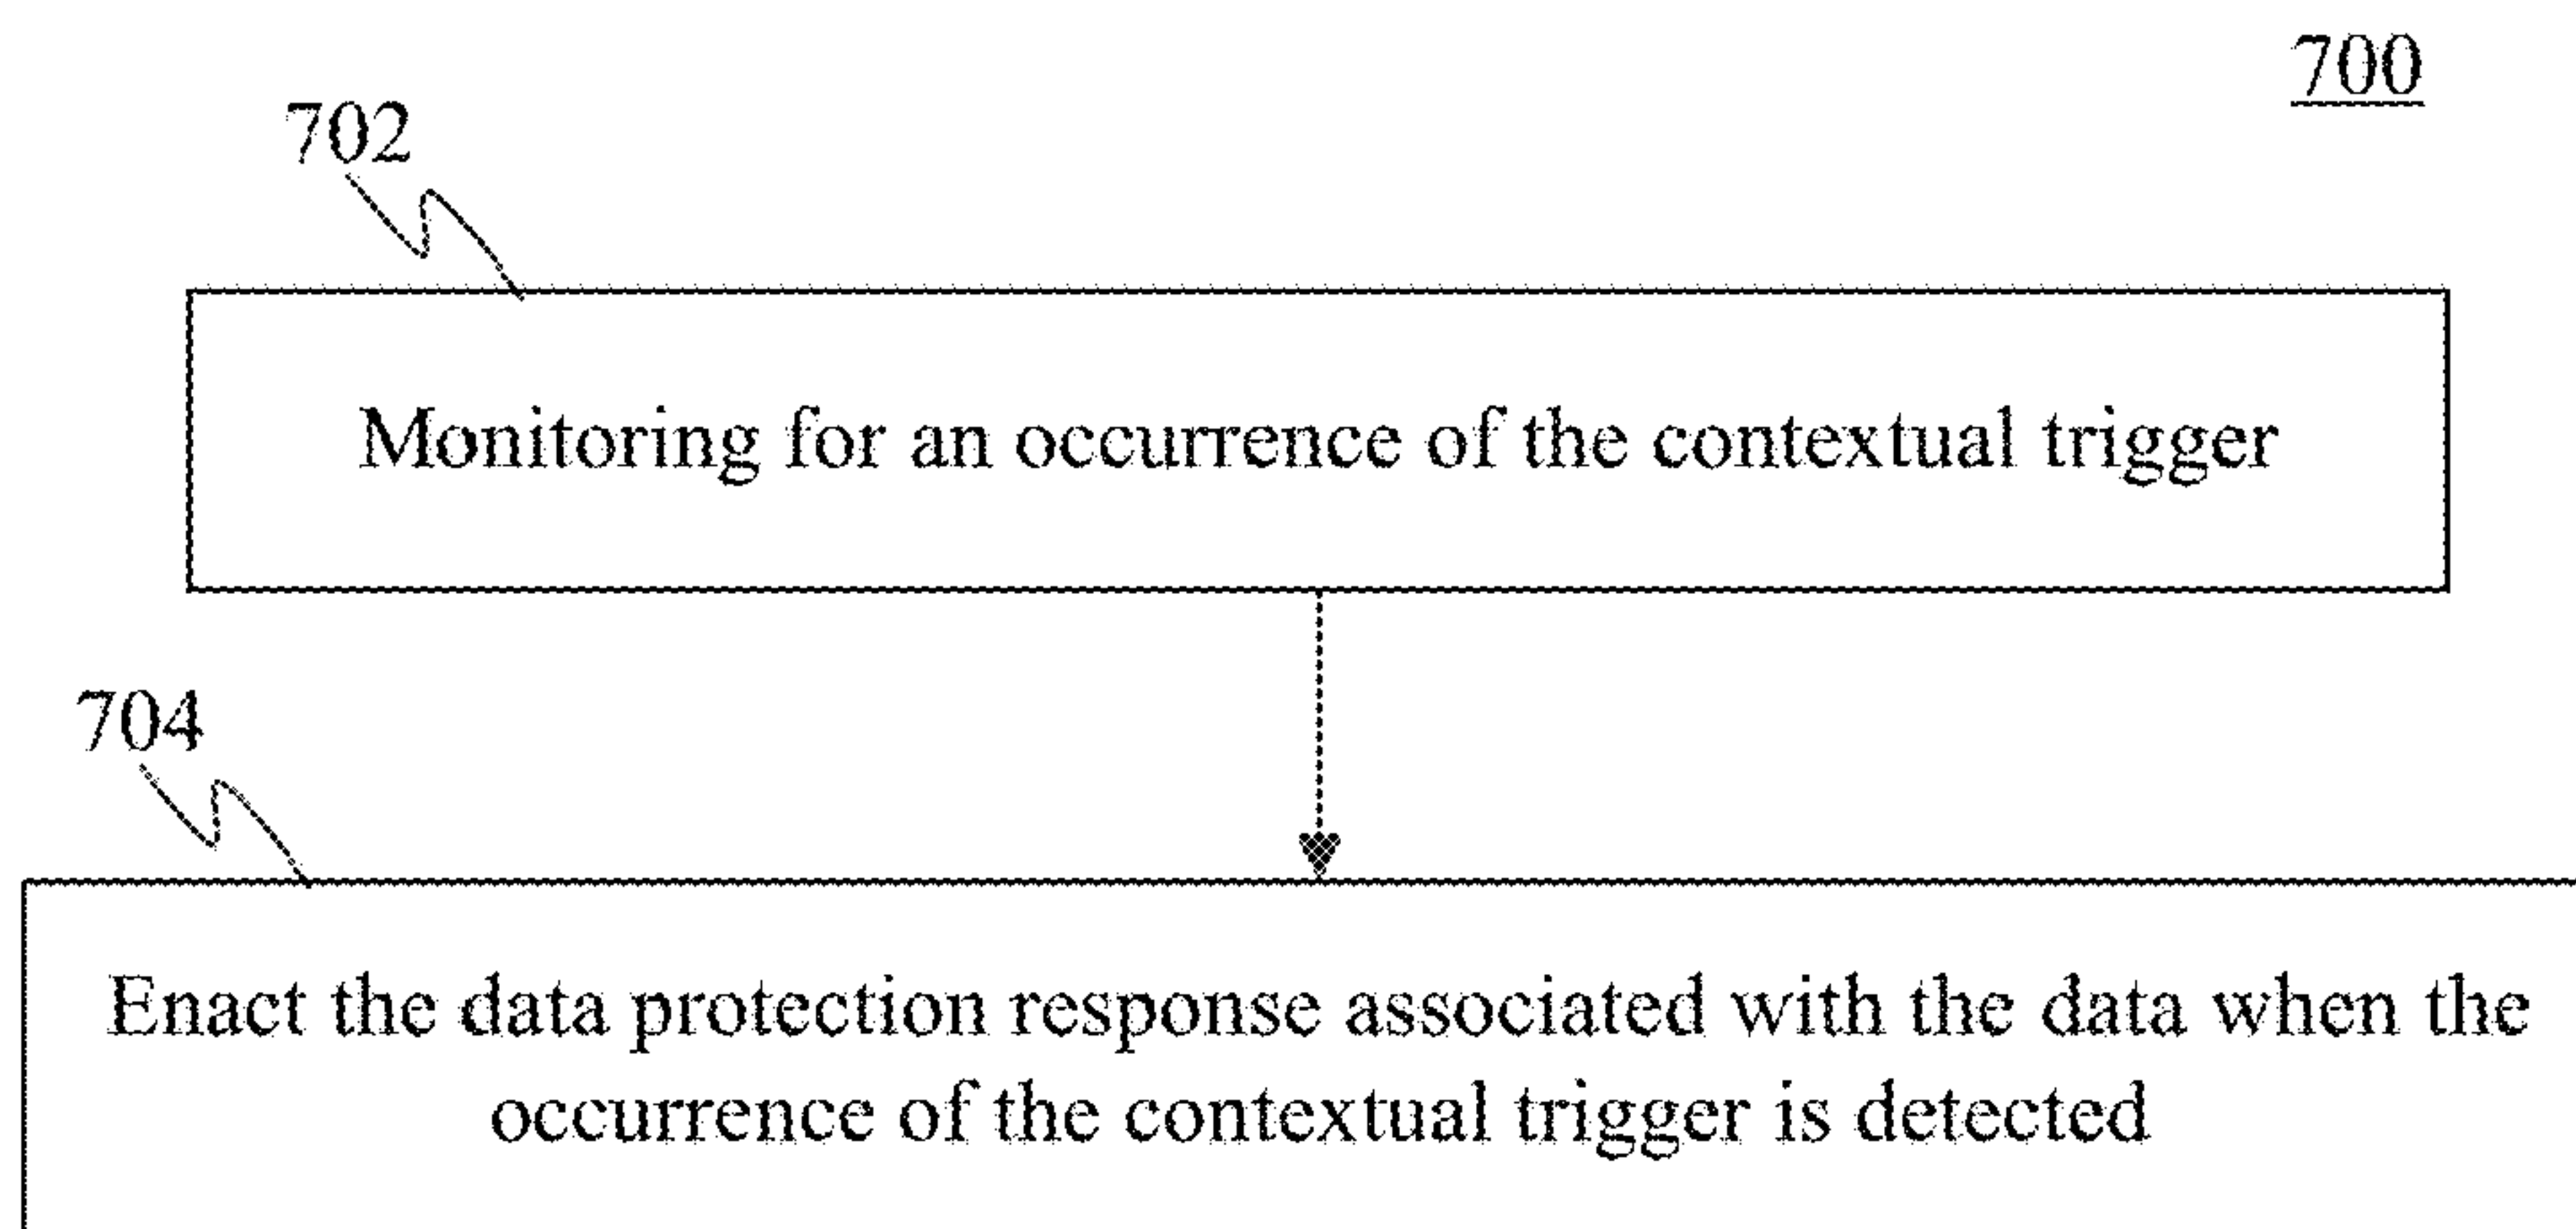 700
702
Monitoring for an occurrence of the contextual trigger
704
Enact the data protection response associated with the data when the
occurrence of the contextual trigger is detected